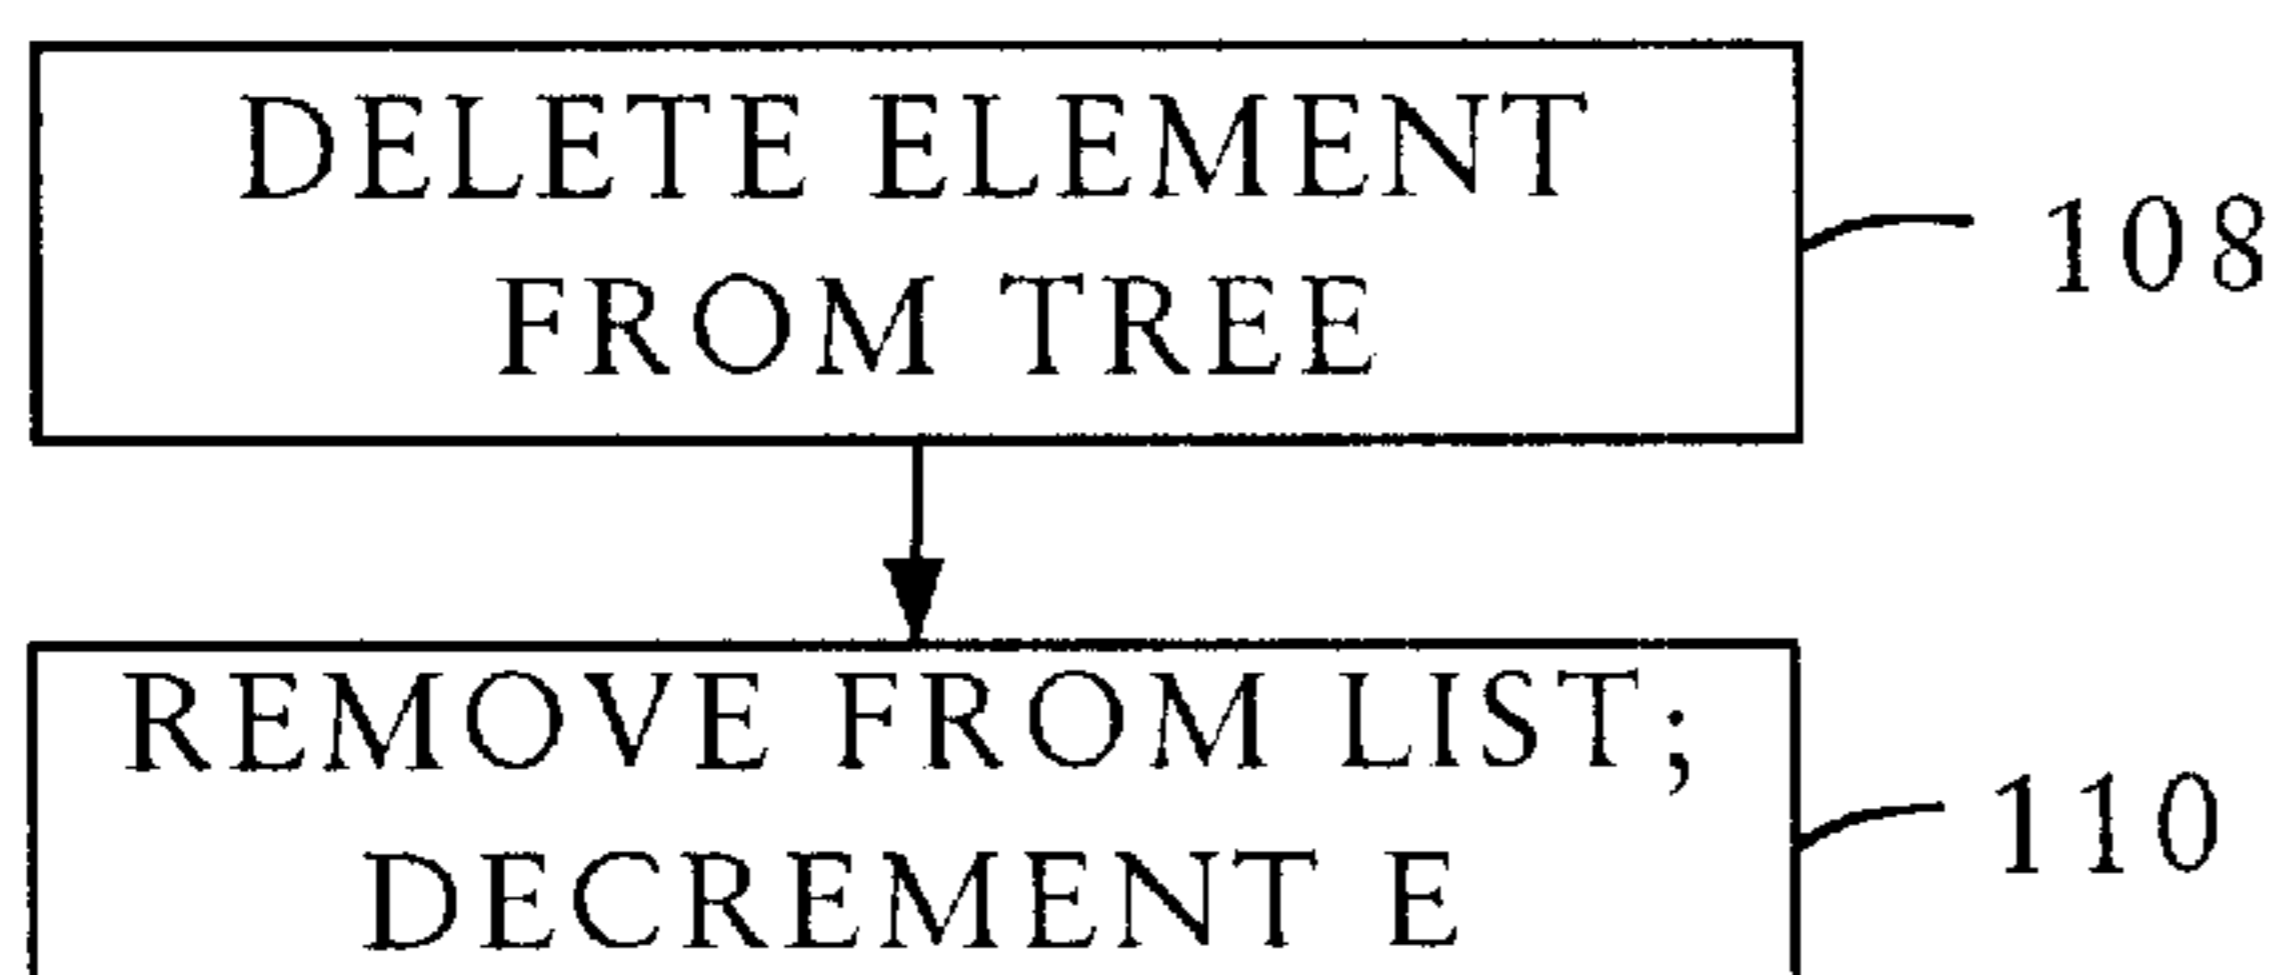 DELETE ELEMENT
FROM TREE
108
REMOVE FROM LIST;
DECREMENT E
110